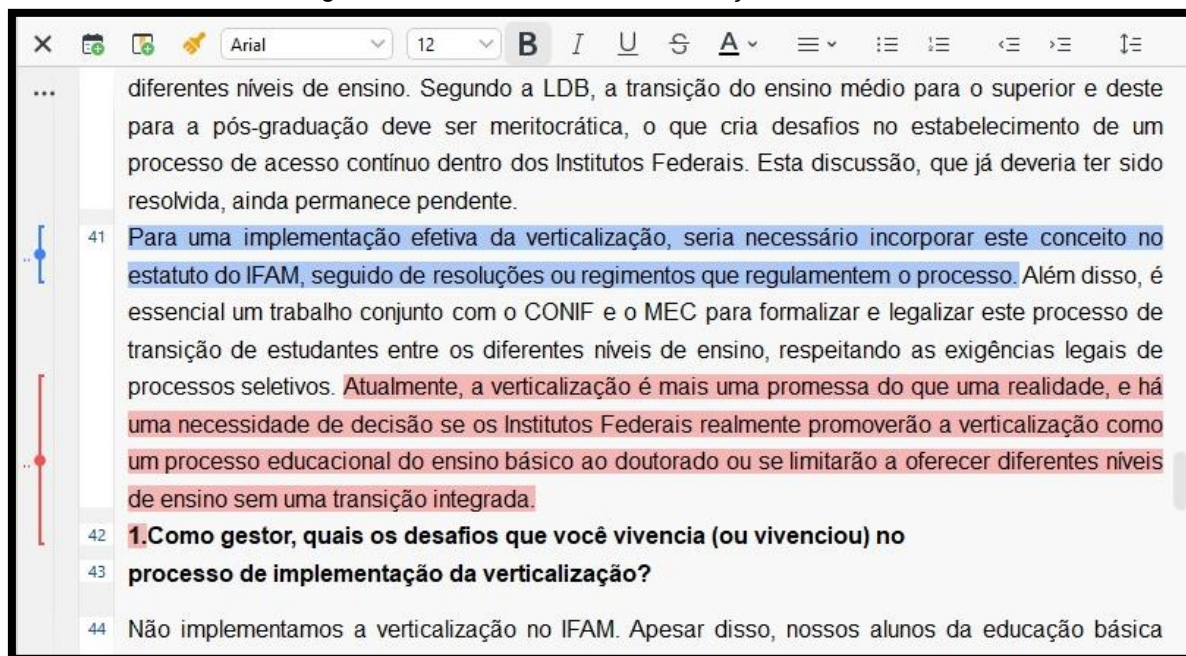 Arial 12 B I U S A
diferentes níveis de ensino. Segundo a LDB, a transição do ensino médio para o superior e deste
para a pós-graduação deve ser meritocrática, o que cria desafios no estabelecimento de um
processo de acesso contínuo dentro dos Institutos Federais. Esta discussão, que já deveria ter sido
resolvida, ainda permanece pendente.
41 Para uma implementação efetiva da verticalização, seria necessário incorporar este conceito no
estatuto do IFAM, seguido de resoluções ou regimentos que regulamentem o processo. Além disso, é
essencial um trabalho conjunto com o CONIF e o MEC para formalizar e legalizar este processo de
transição de estudantes entre os diferentes níveis de ensino, respeitando as exigências legais de
processos seletivos. Atualmente, a verticalização é mais uma promessa do que uma realidade, e há
uma necessidade de decisão se os Institutos Federais realmente promoverão a verticalização como
um processo educacional do ensino básico ao doutorado ou se limitarão a oferecer diferentes níveis
de ensino sem uma transição integrada.
42 1.Como gestor, quais os desafios que você vivencia (ou vivenciou) no
43 processo de implementação da verticalização?
44 Não implementamos a verticalização no IFAM. Apesar disso, nossos alunos da educação básica